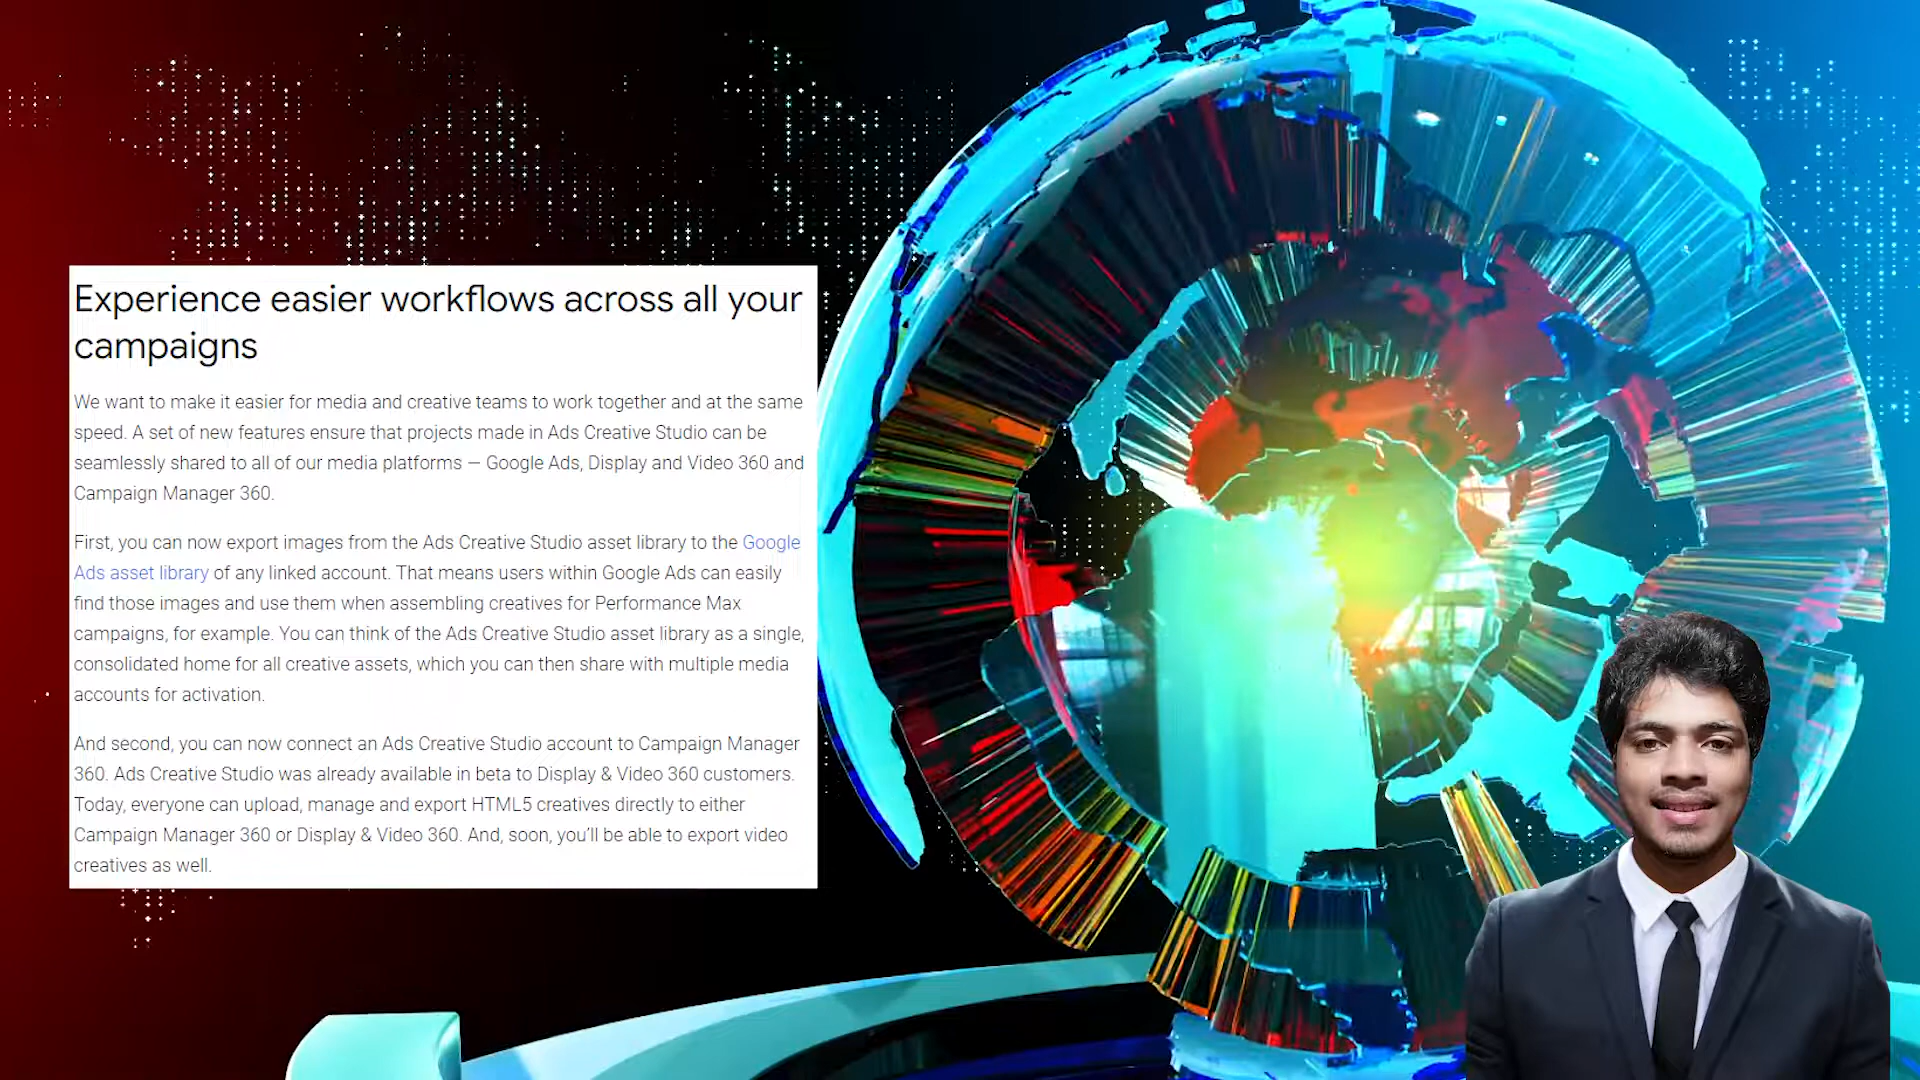 Experience easier workflows across all your
campaigns
We want to make it easier for media and creative teams to work together and at the same
speed. A set of new features ensure that projects made in Ads Creative Studio can be
seamlessly shared to all of our media platforms — Google Ads, Display and Video 360 and
Campaign Manager 360.
First, you can now export images from the Ads Creative Studio asset library to the Google
Ads asset library of any linked account. That means users within Google Ads can easily
find those images and use them when assembling creatives for Performance Max
campaigns, for example. You can think of the Ads Creative Studio asset library as a single,
consolidated home for all creative assets, which you can then share with multiple media
accounts for activation.
And second, you can now connect an Ads Creative Studio account to Campaign Manager
360. Ads Creative Studio was already available in beta to Display & Video 360 customers.
Today, everyone can upload, manage and export HTML5 creatives directly to either
Campaign Manager 360 or Display & Video 360. And, soon, you’ll be able to export video
creatives as well.